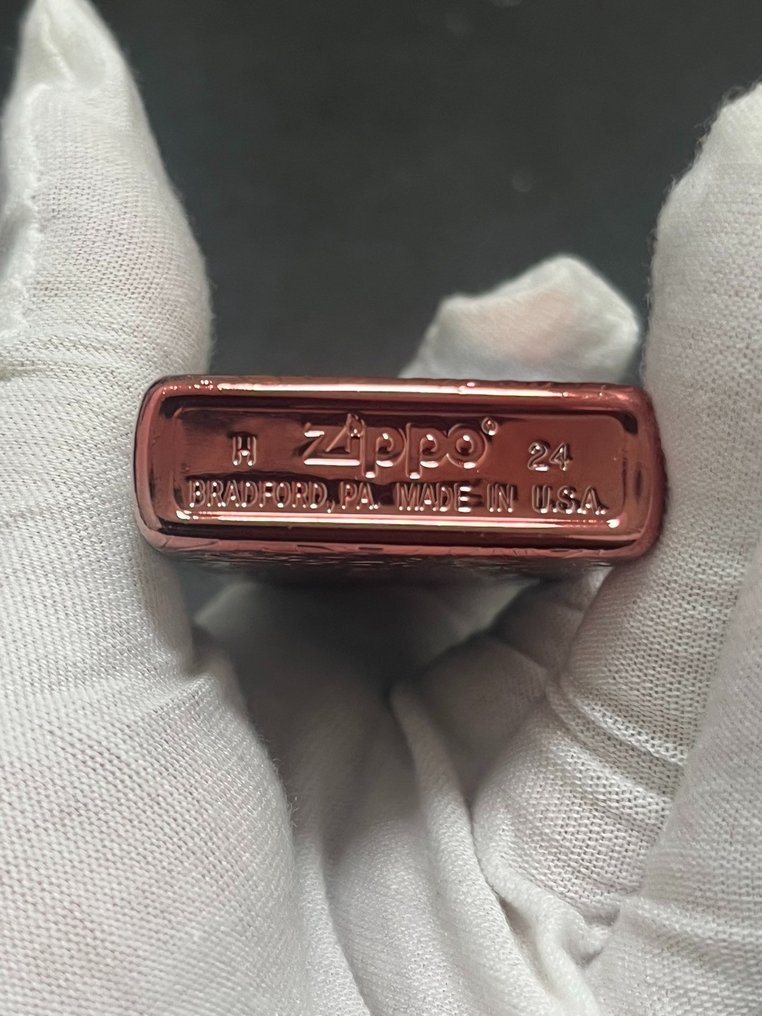 H Zippo® 24
BRADFORD, PA. MADE IN U.S.A.